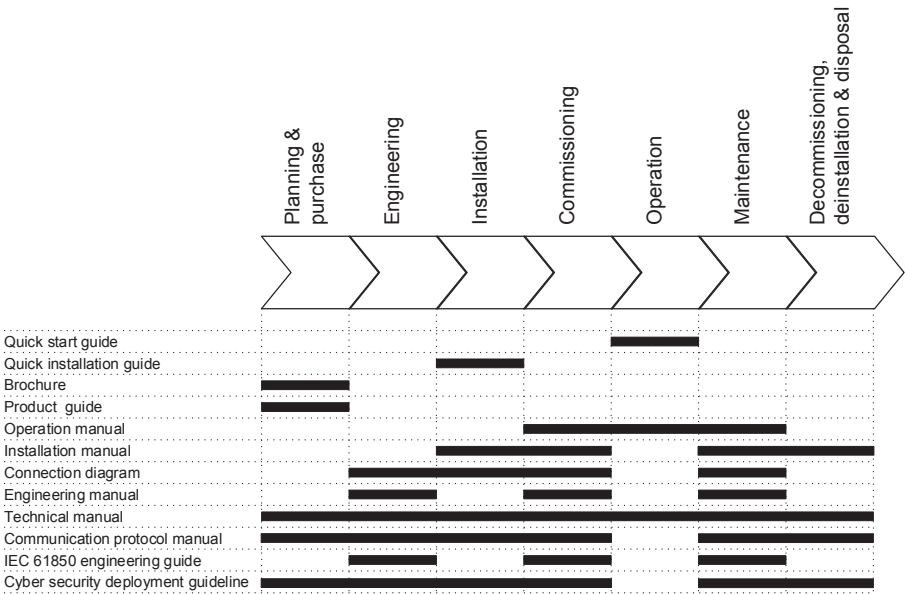 Planning &
purchase
Engineering
Installation
Commissioning
Operation
Maintenance
Decommissioning,
deinstallation & disposal
Quick start guide
Quick installation guide
Brochure
Product guide
Operation manual
Installation manual
Connection diagram
Engineering manual
Technical manual
Communication protocol manual
IEC 61850 engineering guide
Cyber security deployment guideline